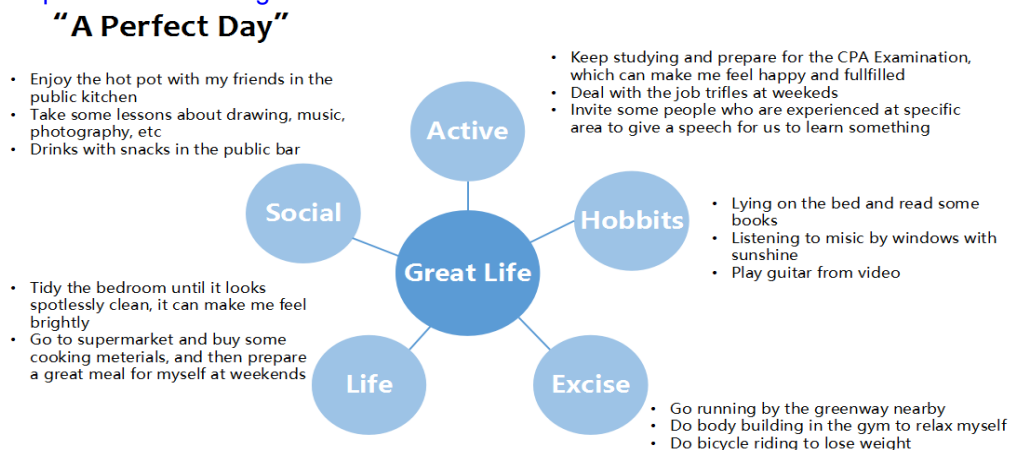 “A Perfect Day”
• Enjoy the hot pot with my friends in the
public kitchen
• Take some lessons about drawing, music,
photography, etc
• Drinks with snacks in the public bar
Active
• Keep studying and prepare for the CPA Examination,
which can make me feel happy and fullfilled
• Deal with the job trifles at weekeds
• Invite some people who are experienced at specific
area to give a speech for us to learn something
Social
Hobbits
• Lying on the bed and read some
books
• Listening to misic by windows with
sunshine
• Play guitar from video
Great Life
• Tidy the bedroom until it looks
spotlessly clean, it can make me feel
brightly
• Go to supermarket and buy some
cooking meterials, and then prepare
a great meal for myself at weekends
Life
Excise
• Go running by the greenway nearby
• Do body building in the gym to relax myself
• Do bicycle riding to lose weight